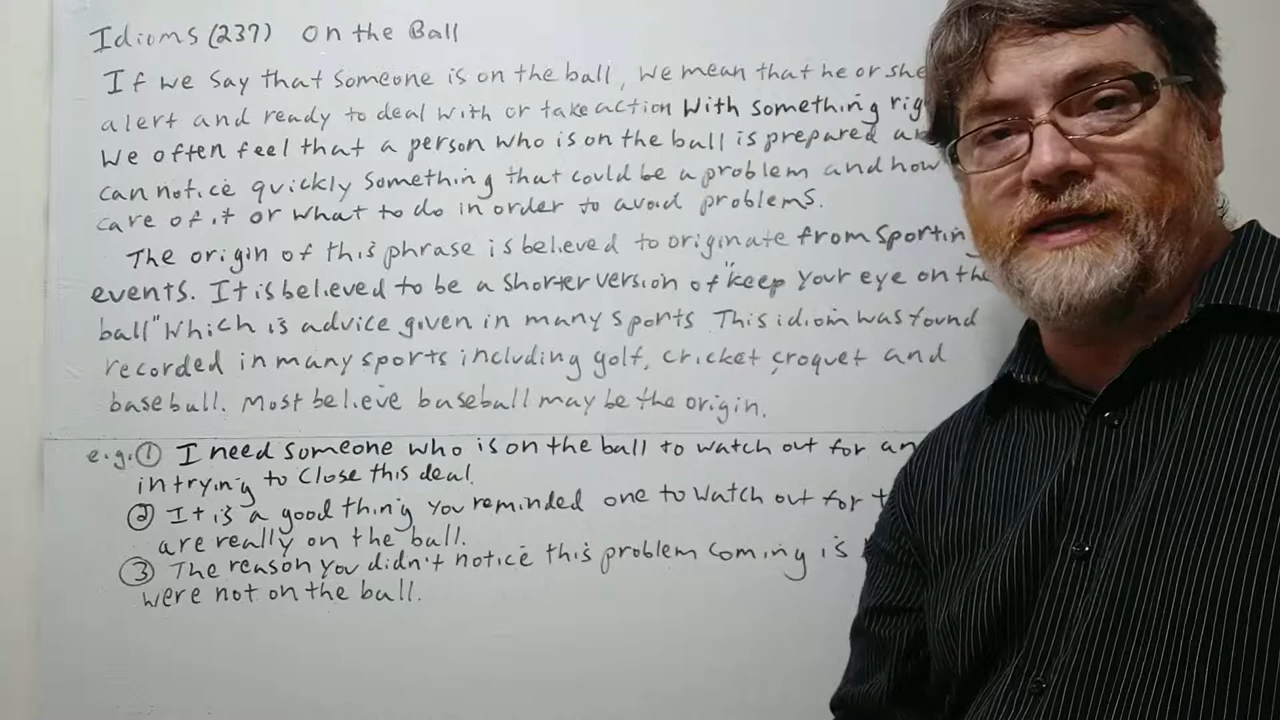 Idioms (237) On the Ball
If we say that someone is on the ball, we mean that he or she
alert and ready to deal with or take action with something rig
We often feel that a person who is on the ball is prepared an
can notice quickly something that could be a problem and how
care of it or what to do in order to avoid problems.
The origin of this phrase is believed to originate from sporting
events. It is believed to be a shorter version of "keep your eye on the
ball" which is advice given in many sports This idiom was found
recorded in many sports including golf, cricket, croquet and
baseball. Most believe baseball may be the origin.
e.g. ① I need someone who is on the ball to watch out for an
in trying to close this deal.
② It is a good thing you reminded one to watch out for t
are really on the ball.
③ The reason you didn't notice this problem coming is
were not on the ball.